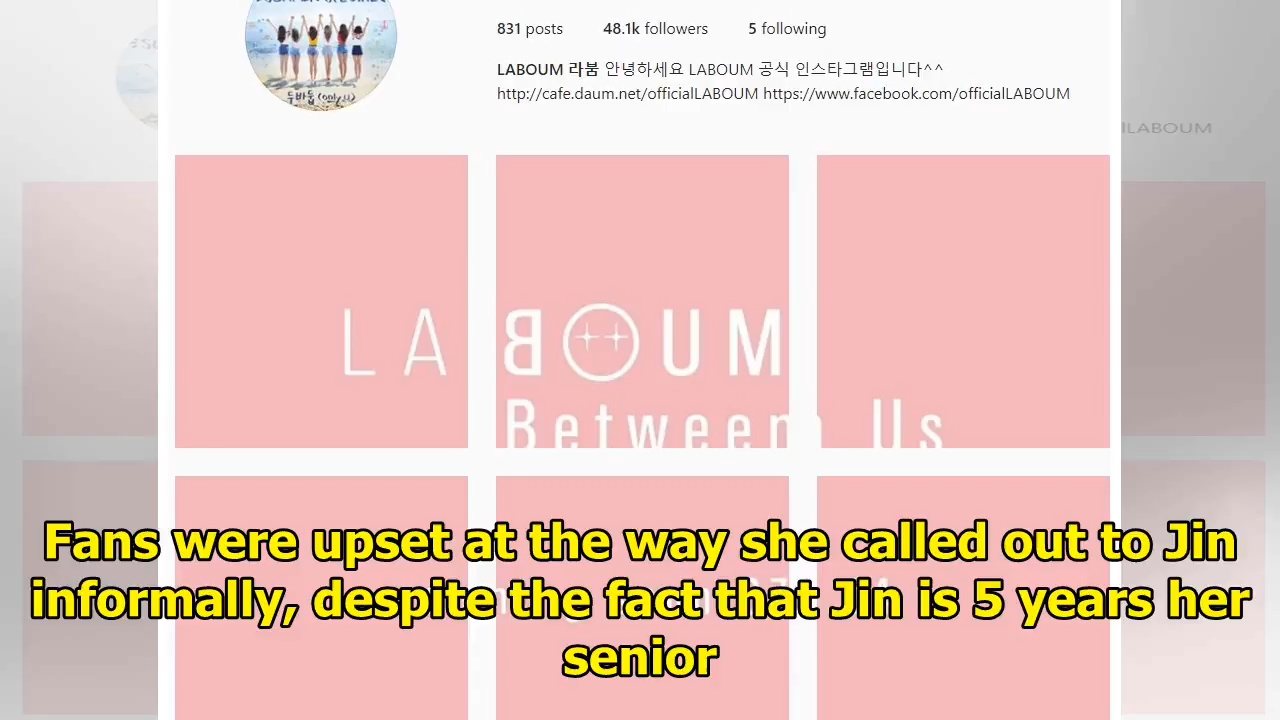 831 posts 48.1k followers 5 following
LABOUM 라붐 안녕하세요 LABOUM 공식 인스타그램입니다^^
http://cafe.daum.net/officialLABOUM https://www.facebook.com/officialLABOUM
LABOUM
LABOUM
Between Us
Fans were upset at the way she called out to Jin
informally, despite the fact that Jin is 5 years her
senior